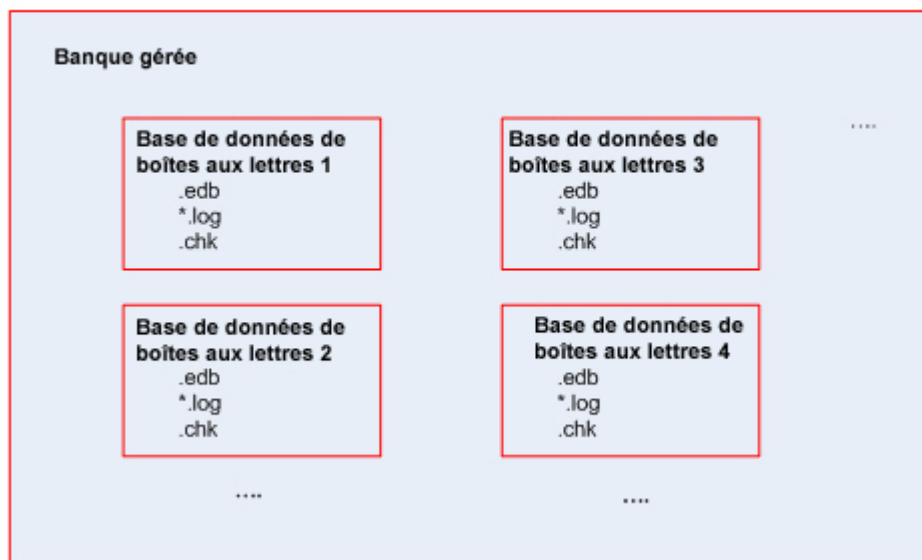 Banque gérée
Base de données de
boîtes aux lettres 1
.edb
*.log
.chk
Base de données de
boîtes aux lettres 3
.edb
*.log
.chk
....
Base de données de
boîtes aux lettres 2
.edb
*.log
.chk
....
Base de données de
boîtes aux lettres 4
.edb
*.log
.chk
....